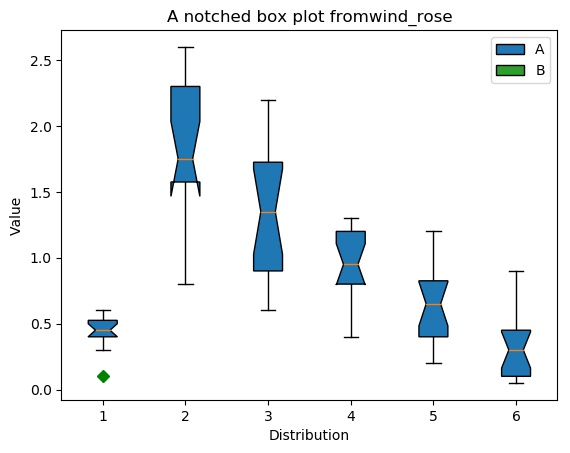 A notched box plot fromwind_rose
A
B
Value
2.5
2.0
1.5
1.0
0.5
0.0
1 2 3 4 5 6
Distribution